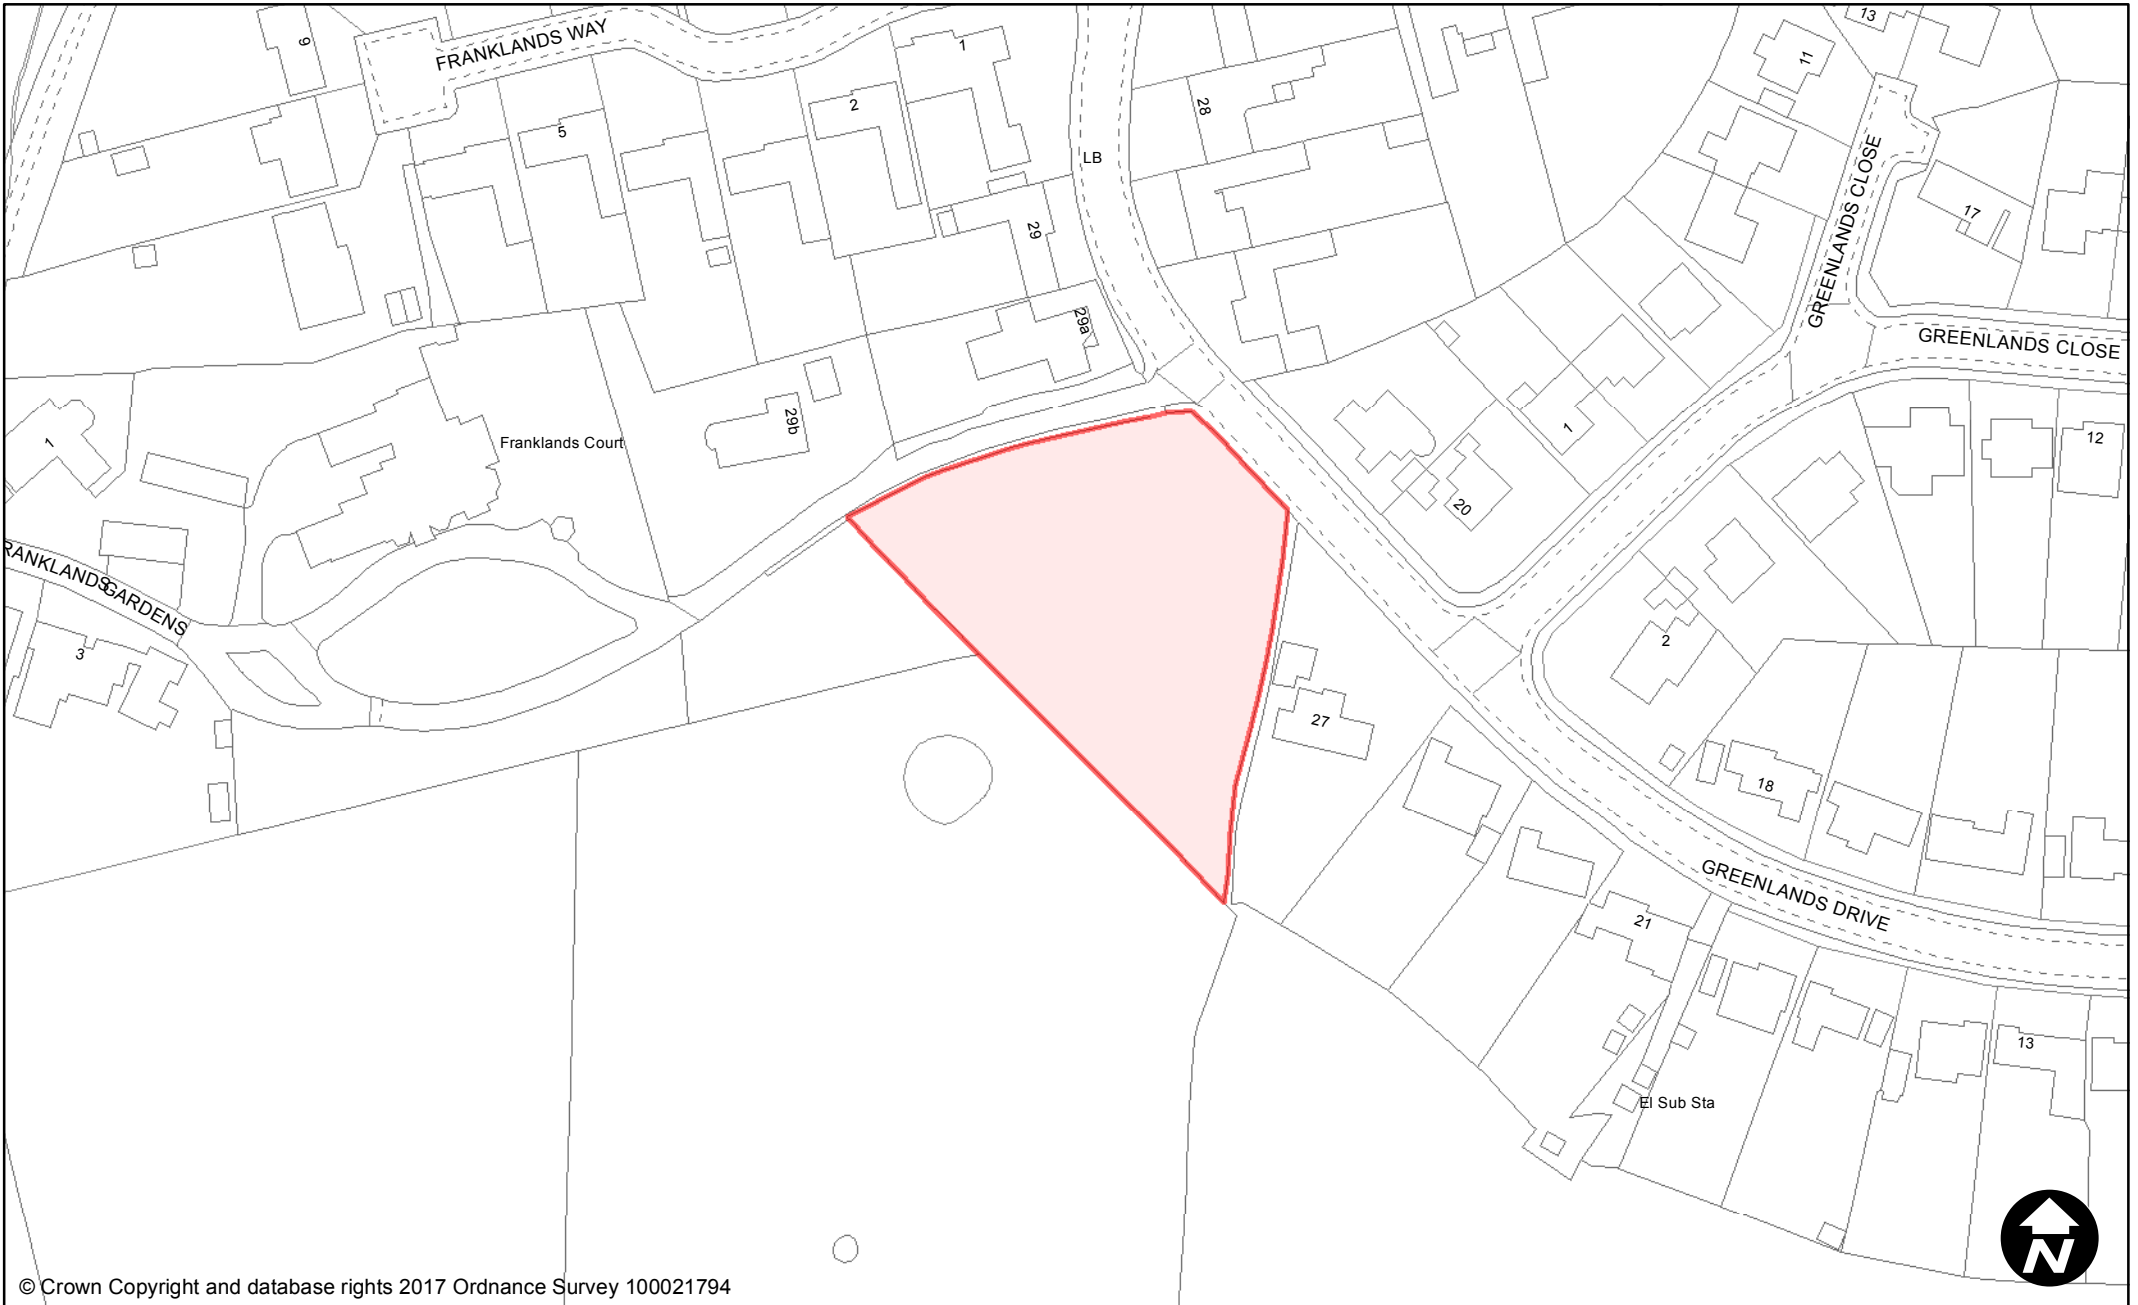 FRANKLANDS WAY
9
1
13
11
2
28
5
LB
GREENLANDS CLOSE
17
29
29a
GREENLANDS CLOSE
1
Franklands Court
29b
1
20
12
RANKLANDS
GARDENS
3
2
27
18
GREENLANDS DRIVE
21
13
El Sub Sta
N
© Crown Copyright and database rights 2017 Ordnance Survey 100021794